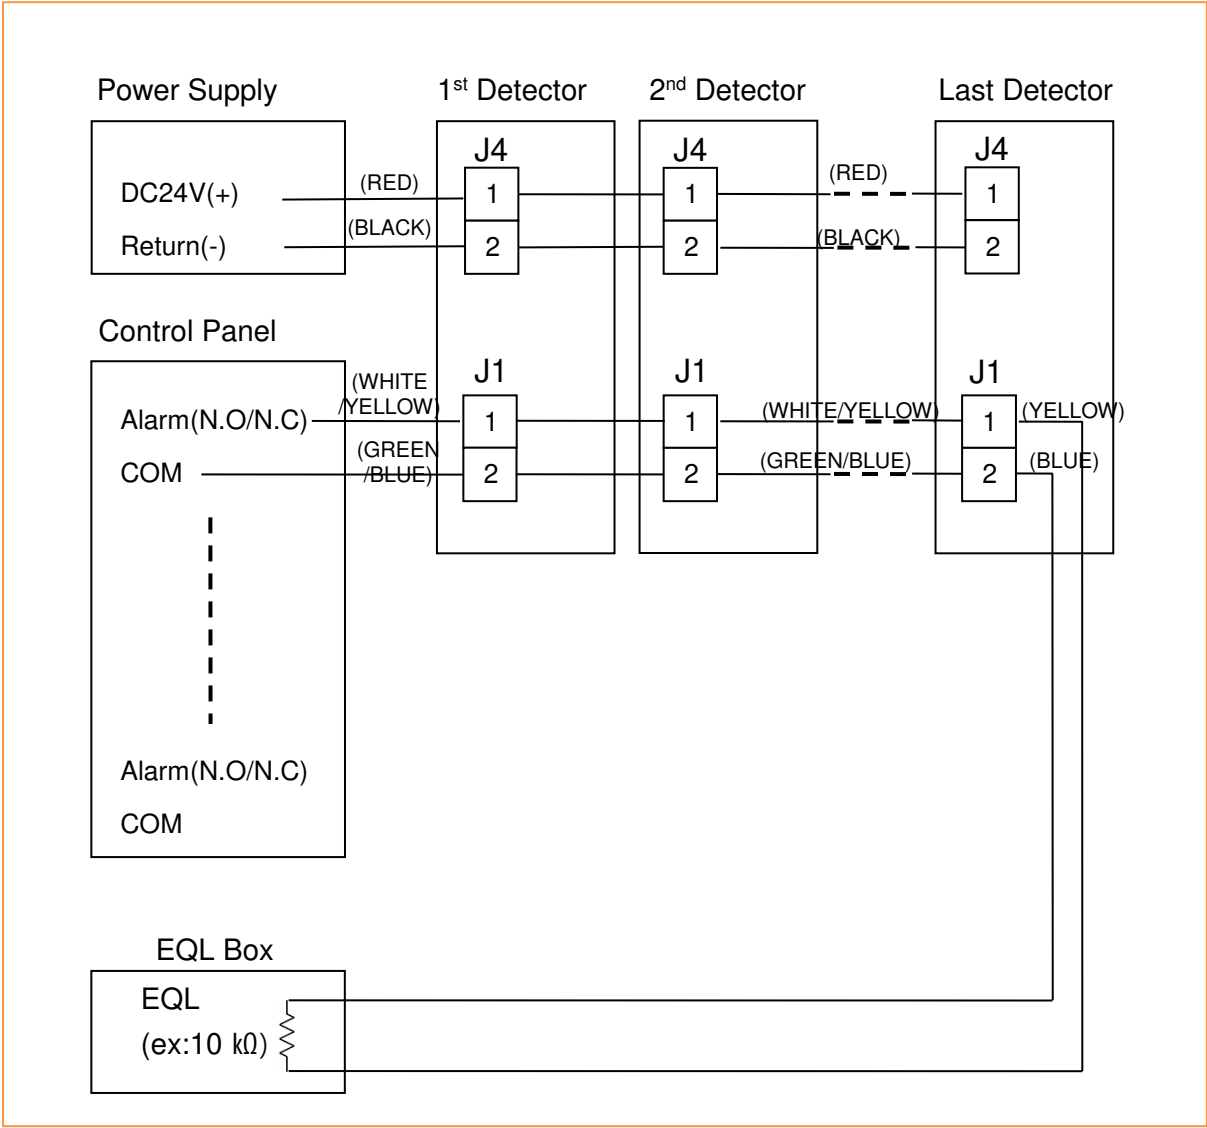 Power Supply
1st Detector
2nd Detector
Last Detector
J4
J4
J4
DC24V(+)
(RED)
1
1
(RED)
1
Return(-)
(BLACK)
2
2
(BLACK)
2
Control Panel
J1
J1
J1
(WHITE
/YELLOW)
Alarm(N.O/N.C)
1
1
(WHITE/YELLOW)
1
(YELLOW)
(GREEN
/BLUE)
COM
2
2
(GREEN/BLUE)
2
(BLUE)
Alarm(N.O/N.C)
COM
EQL Box
EQL
(ex:10 kΩ)